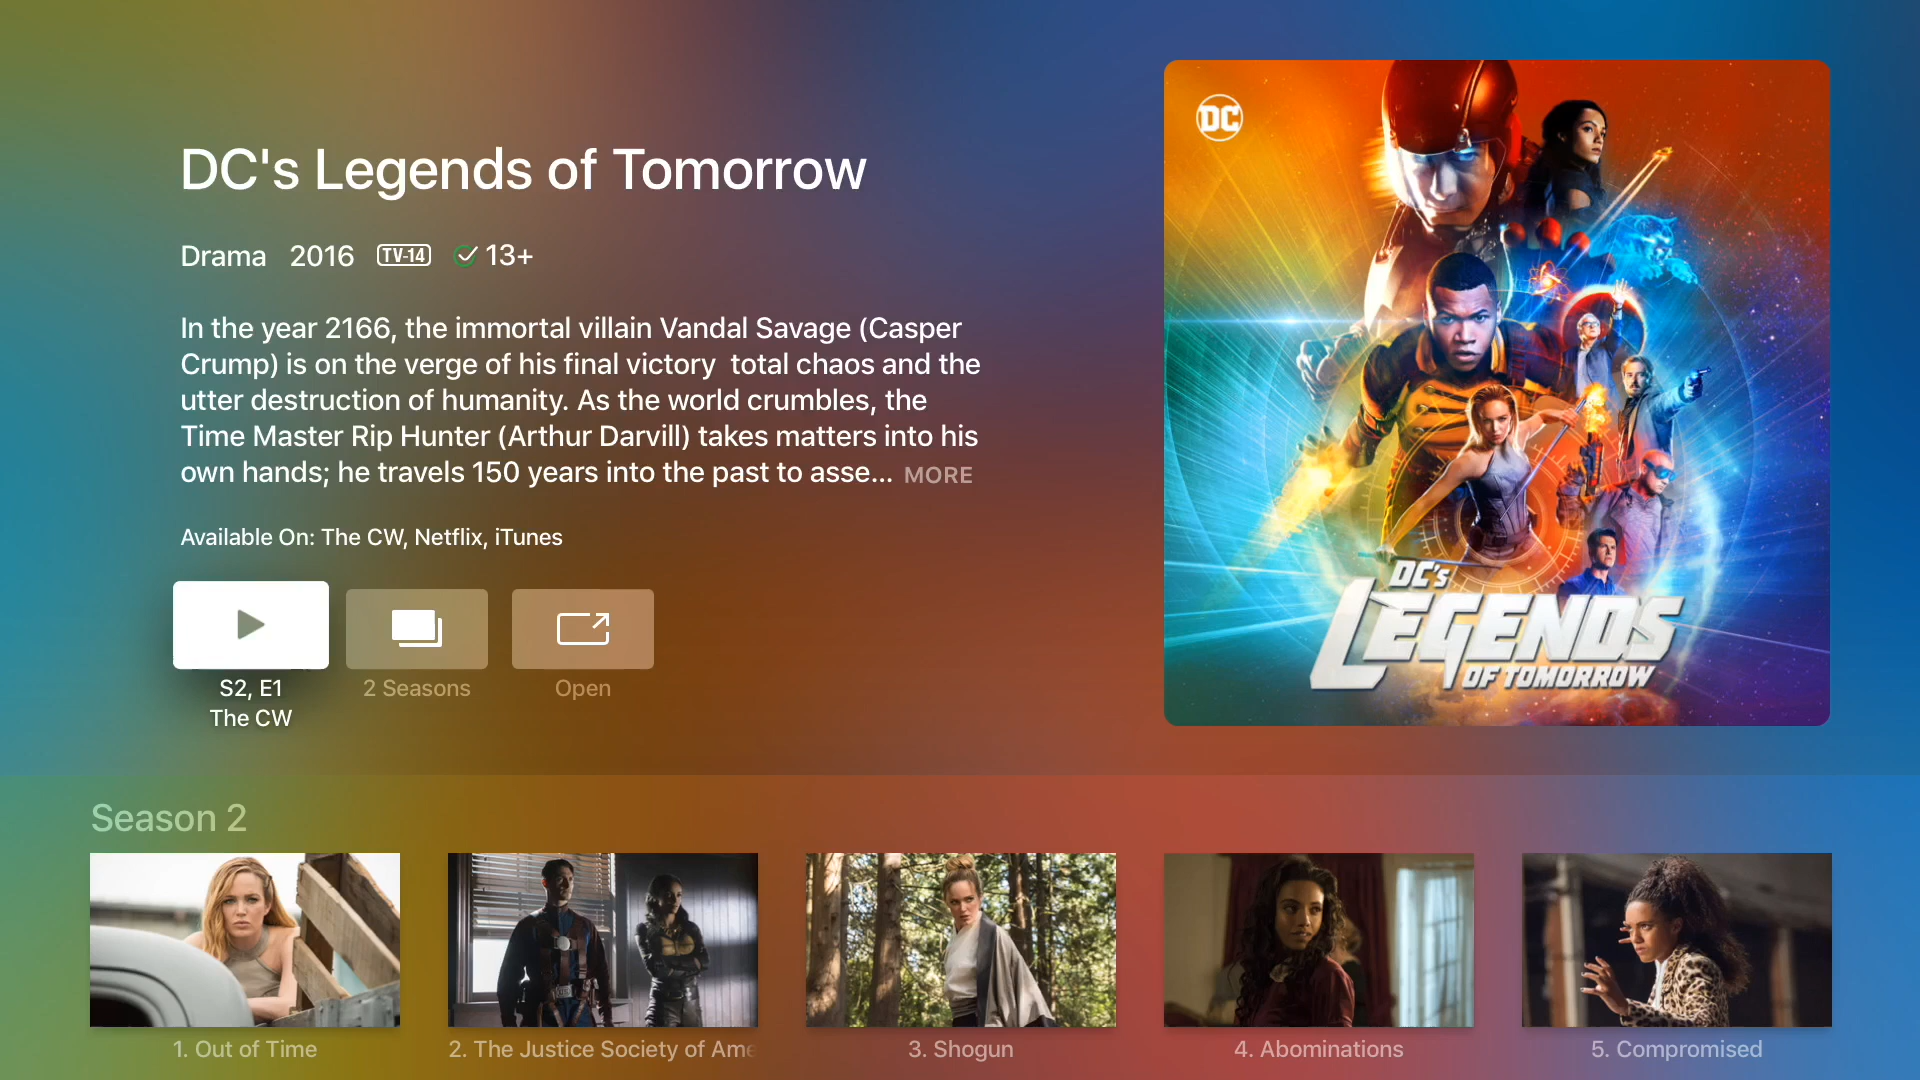 DC's Legends of Tomorrow
Drama 2016 TV-14 13+
In the year 2166, the immortal villain Vandal Savage (Casper
Crump) is on the verge of his final victory  total chaos and the
utter destruction of humanity. As the world crumbles, the
Time Master Rip Hunter (Arthur Darvill) takes matters into his
own hands; he travels 150 years into the past to asse... MORE
Available On: The CW, Netflix, iTunes
S2, E1
The CW
2 Seasons
Open
DC
DC's
LEGENDS
OF TOMORROW
Season 2
1. Out of Time
2. The Justice Society of Ame
3. Shogun
4. Abominations
5. Compromised